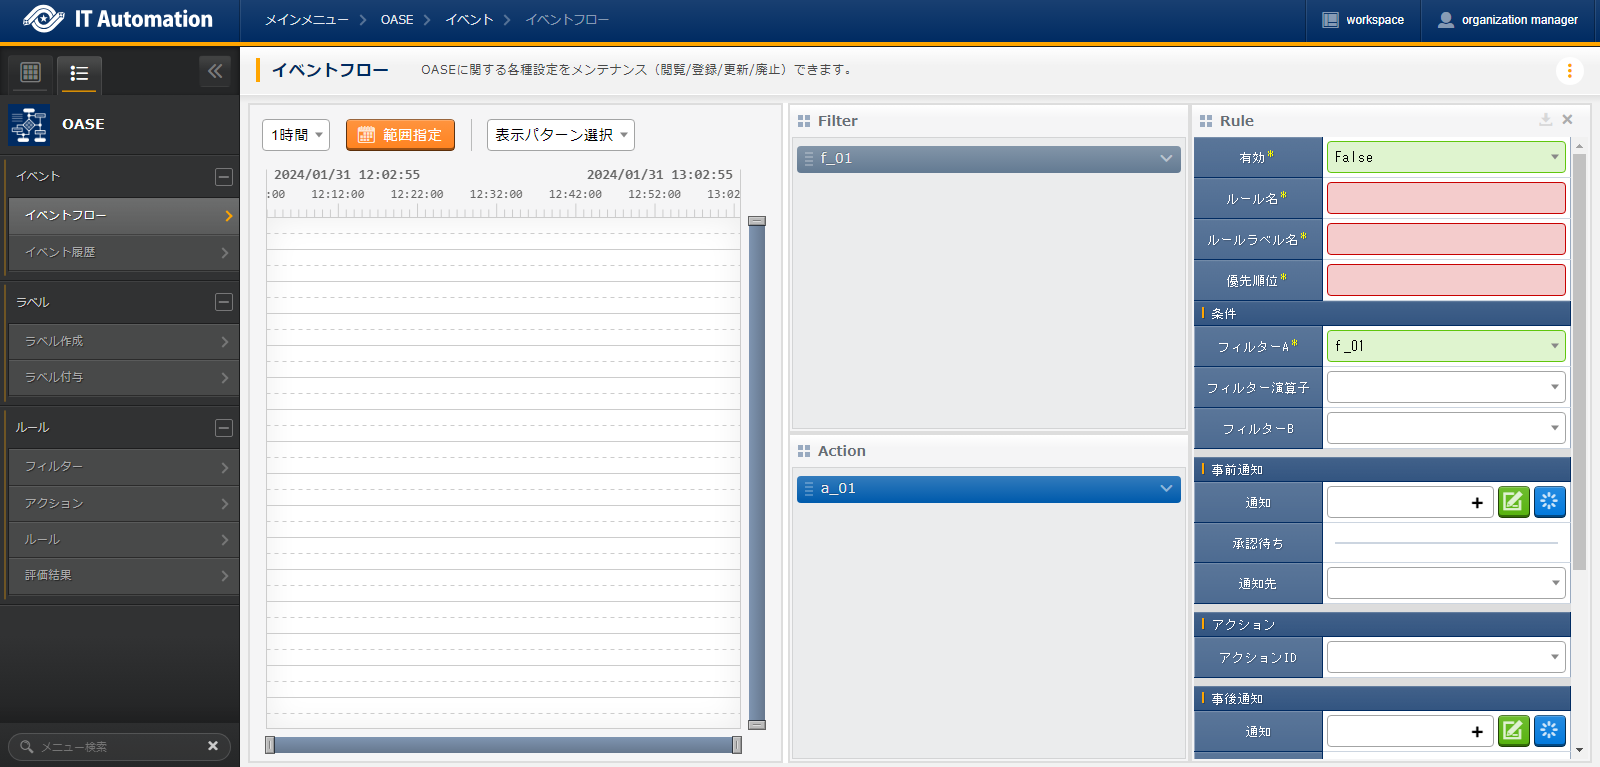 IT Automation
メインメニュー
OASE
イベント
イベントフロー
workspace
organization manager
イベントフロー
OASEに関する各種設定をメンテナンス（閲覧/登録/更新/廃止）できます。
OASE
イベント
イベントフロー
イベント履歴
ラベル
ラベル作成
ラベル付与
ルール
フィルター
アクション
ルール
評価結果
メニュー検索
1時間
範囲指定
表示パターン選択
2024/01/31 12:02:55
2024/01/31 13:02:55
:00 12:12:00 12:22:00 12:32:00 12:42:00 12:52:00 13:02
Filter
f_01
Action
a_01
Rule
有効*
False
ルール名*
ルールラベル名*
優先順位*
条件
フィルターA*
f_01
フィルター演算子
フィルターB
事前通知
通知
承認待ち
通知先
アクション
アクションID
事後通知
通知